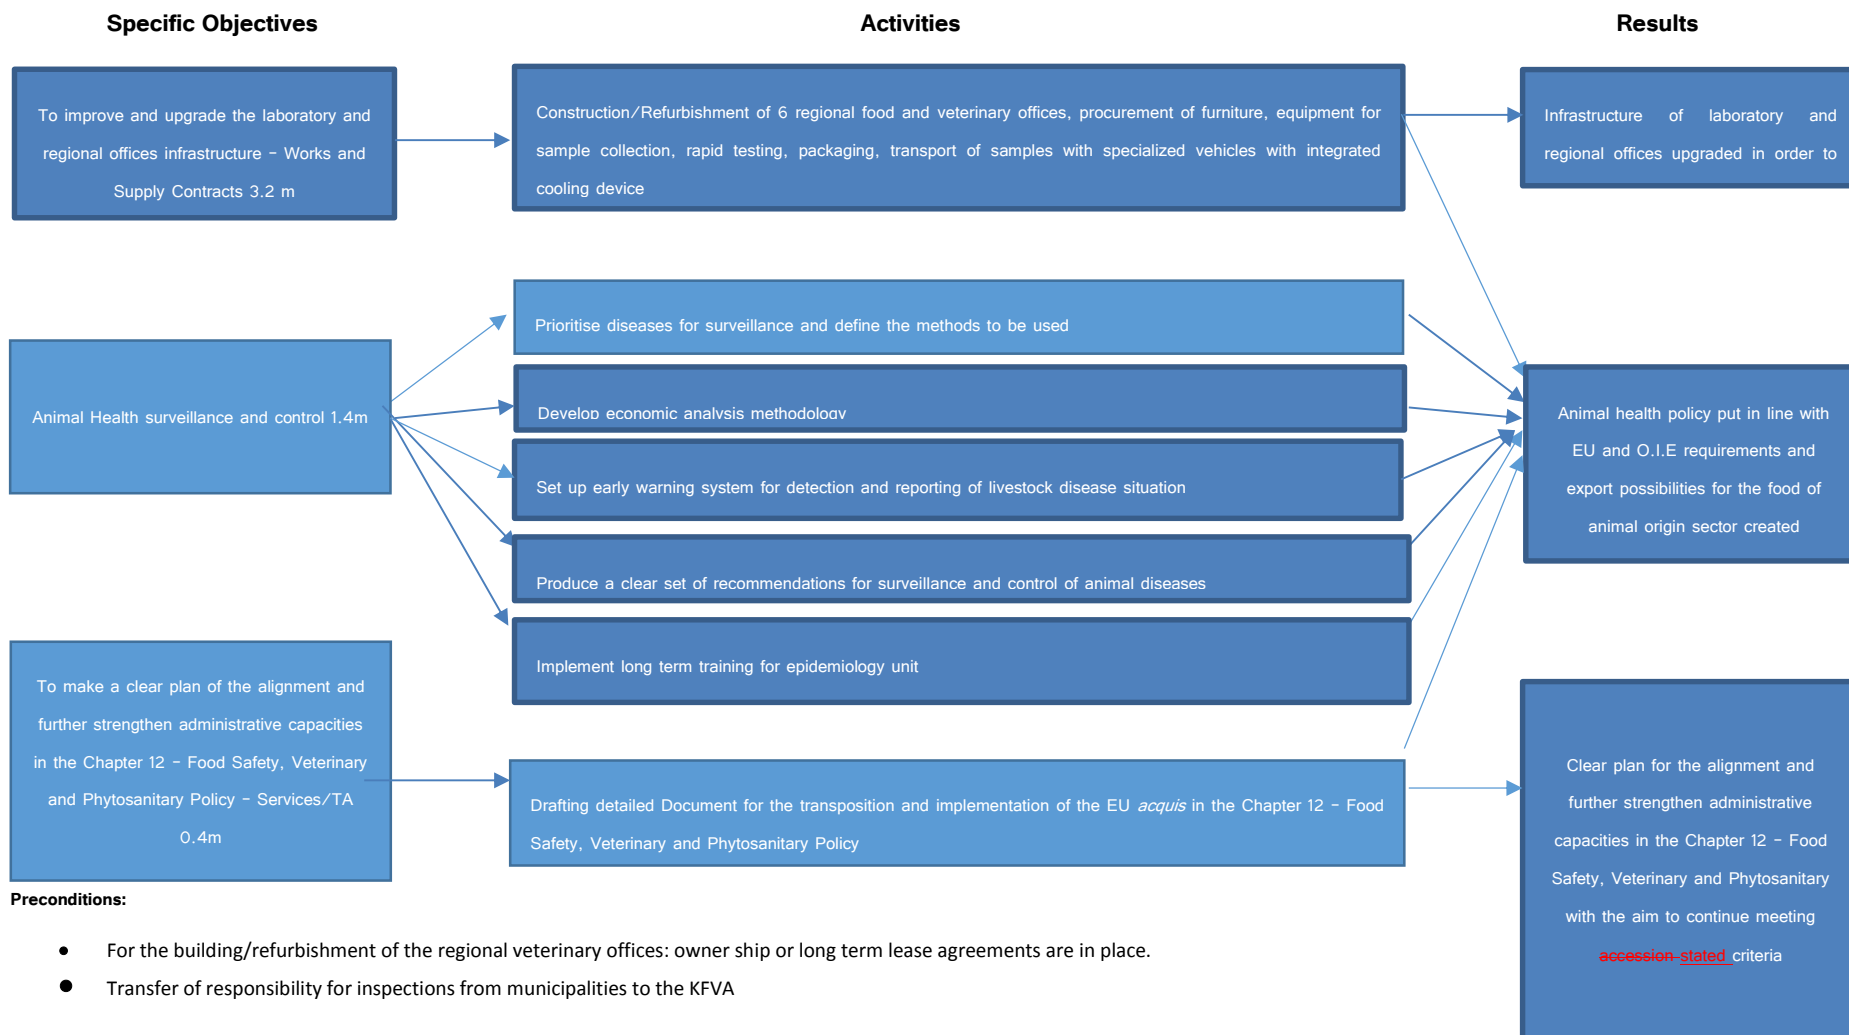 Specific Objectives
Activities
Results
To improve and upgrade the laboratory and
regional offices infrastructure – Works and
Supply Contracts 3.2 m
Construction/Refurbishment of 6 regional food and veterinary offices, procurement of furniture, equipment for
sample collection, rapid testing, packaging, transport of samples with specialized vehicles with integrated
cooling device
Infrastructure of laboratory and
regional offices upgraded in order to
Animal Health surveillance and control 1.4m
Prioritise diseases for surveillance and define the methods to be used
Develop economic analysis methodology
Set up early warning system for detection and reporting of livestock disease situation
Produce a clear set of recommendations for surveillance and control of animal diseases
Implement long term training for epidemiology unit
Animal health policy put in line with
EU and O.I.E requirements and
export possibilities for the food of
animal origin sector created
To make a clear plan of the alignment and
further strengthen administrative capacities
in the Chapter 12 – Food Safety, Veterinary
and Phytosanitary Policy – Services/TA
0.4m
Drafting detailed Document for the transposition and implementation of the EU acquis in the Chapter 12 – Food
Safety, Veterinary and Phytosanitary Policy
Clear plan for the alignment and
further strengthen administrative
capacities in the Chapter 12 – Food
Safety, Veterinary and Phytosanitary
with the aim to continue meeting
accession stated criteria
Preconditions:
• For the building/refurbishment of the regional veterinary offices: owner ship or long term lease agreements are in place.
• Transfer of responsibility for inspections from municipalities to the KFVA